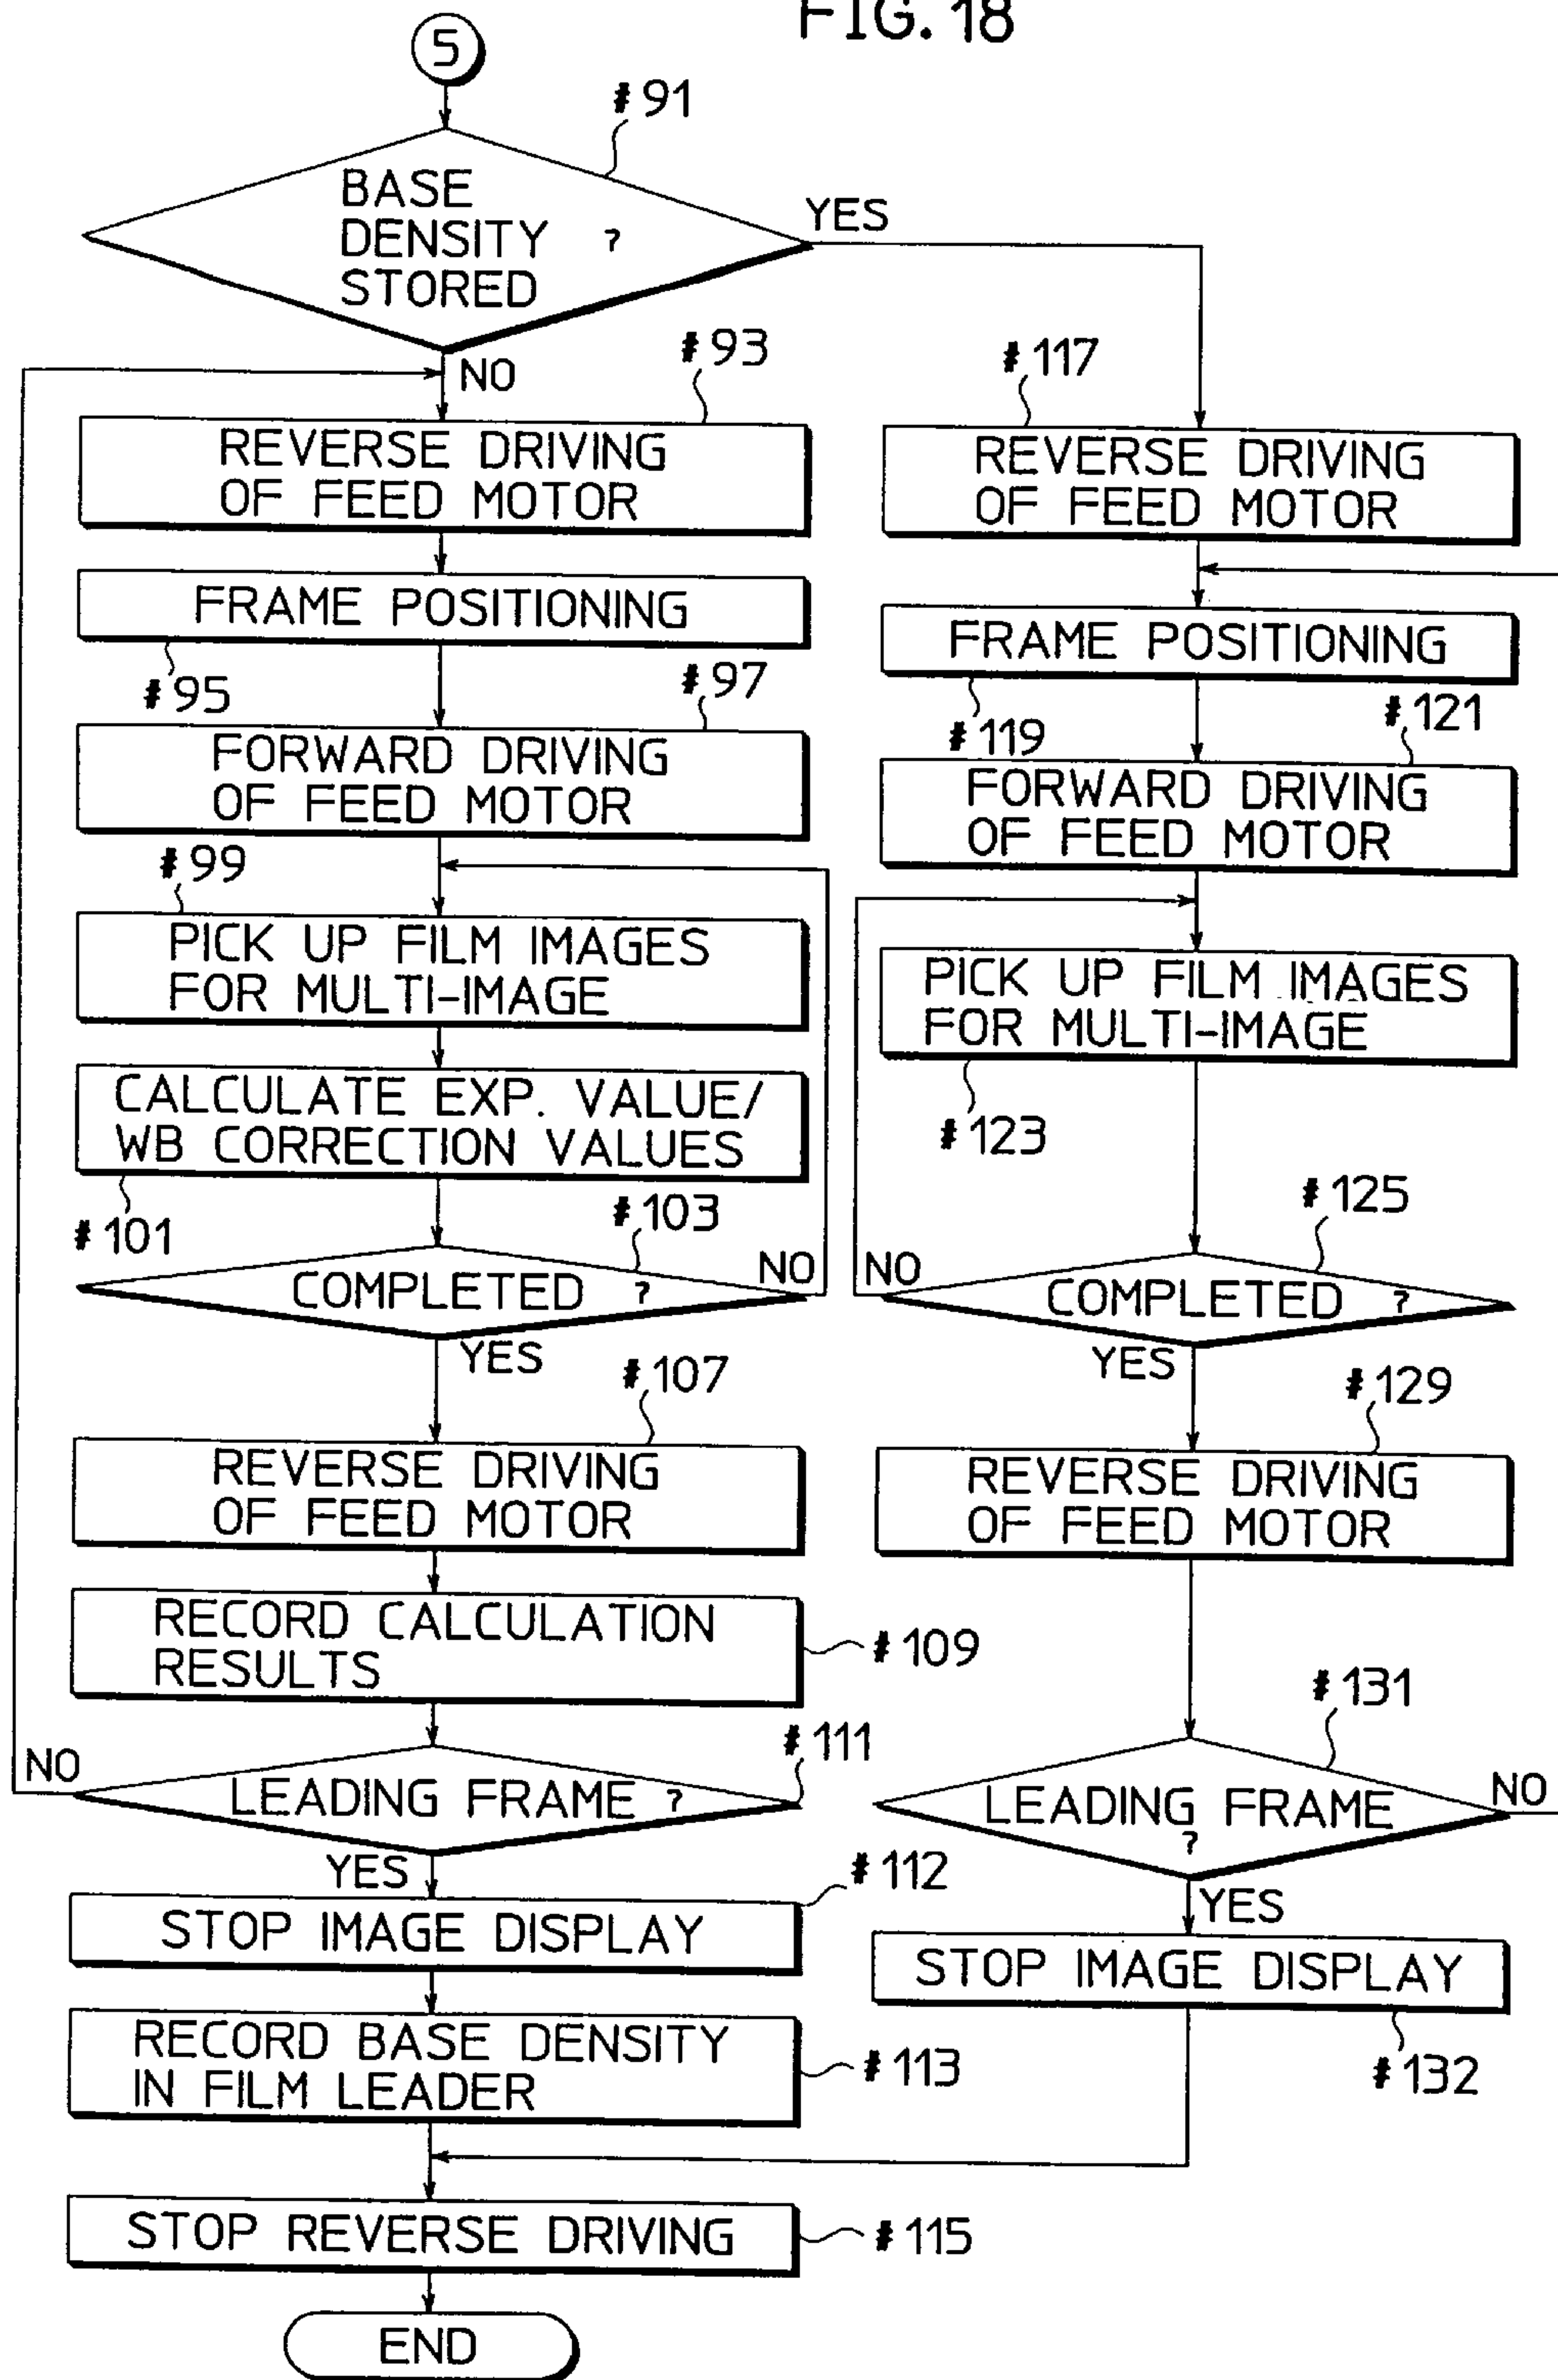 FIG. 18
5
#91
BASE
DENSITY ?
STORED
YES
NO
#93
REVERSE DRIVING
OF FEED MOTOR
FRAME POSITIONING
#95
#97
FORWARD DRIVING
OF FEED MOTOR
#99
PICK UP FILM IMAGES
FOR MULTI-IMAGE
CALCULATE EXP. VALUE/
WB CORRECTION VALUES
#101
#103
COMPLETED ?
NO
YES
#107
REVERSE DRIVING
OF FEED MOTOR
RECORD CALCULATION
RESULTS
#109
#111
NO
LEADING FRAME ?
YES
#112
STOP IMAGE DISPLAY
RECORD BASE DENSITY
IN FILM LEADER
#113
STOP REVERSE DRIVING
#115
END
#117
REVERSE DRIVING
OF FEED MOTOR
FRAME POSITIONING
#119
#121
FORWARD DRIVING
OF FEED MOTOR
PICK UP FILM IMAGES
FOR MULTI-IMAGE
#123
#125
NO
COMPLETED ?
YES
#129
REVERSE DRIVING
OF FEED MOTOR
#131
LEADING FRAME
?
NO
YES
STOP IMAGE DISPLAY
#132